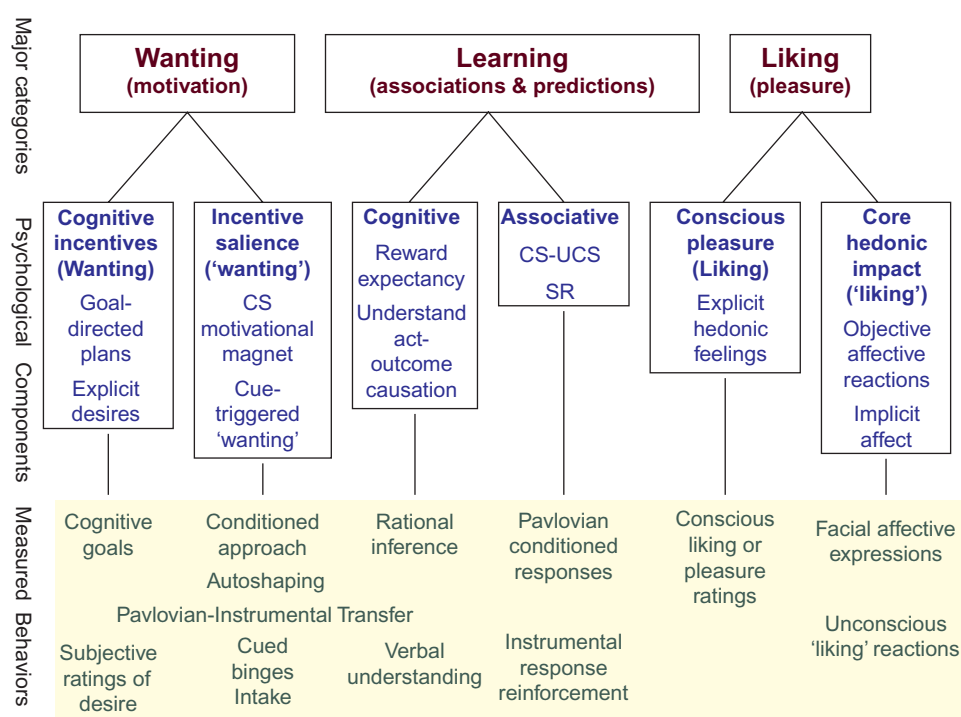 Major categories
Wanting
(motivation)
Learning
(associations & predictions)
Liking
(pleasure)
Psychological Components
Cognitive
incentives
(Wanting)
Goal-
directed
plans
Explicit
desires
Incentive
salience
(‘wanting’)
CS
motivational
magnet
Cue-
triggered
‘wanting’
Cognitive
Reward
expectancy
Understand
act-
outcome
causation
Associative
CS-UCS
SR
Conscious
pleasure
(Liking)
Explicit
hedonic
feelings
Core
hedonic
impact
(‘liking’)
Objective
affective
reactions
Implicit
affect
Measured Behaviors
Cognitive
goals
Conditioned
approach
Autoshaping
Pavlovian-Instrumental Transfer
Subjective
ratings of
desire
Cued
binges
Intake
Rational
inference
Verbal
understanding
Pavlovian
conditioned
responses
Instrumental
response
reinforcement
Conscious
liking or
pleasure
ratings
Facial affective
expressions
Unconscious
‘liking’ reactions